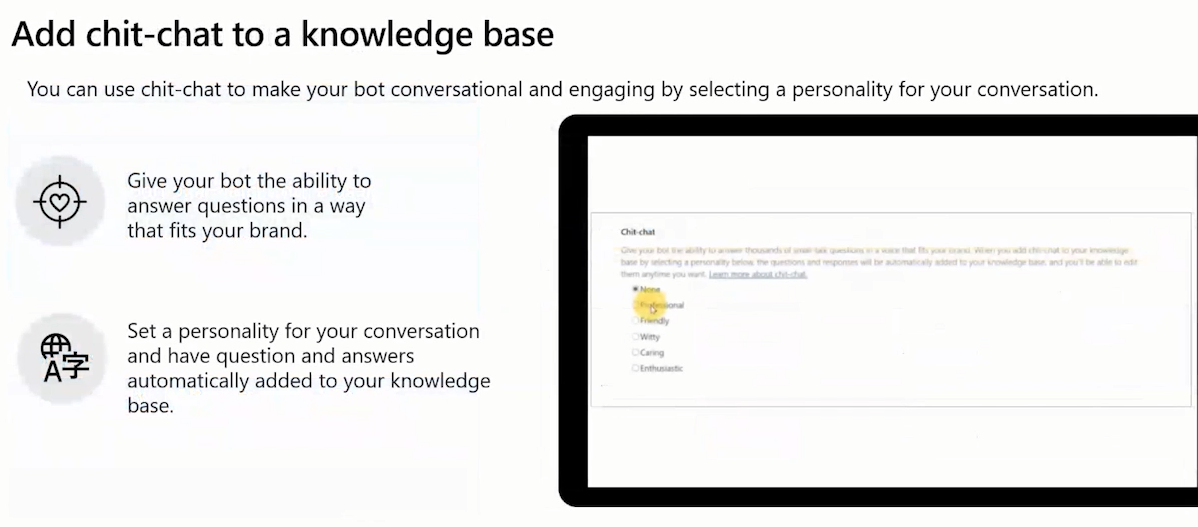 Add chit-chat to a knowledge base
You can use chit-chat to make your bot conversational and engaging by selecting a personality for your conversation.
Give your bot the ability to
answer questions in a way
that fits your brand.
A字
Set a personality for your conversation
and have question and answers
automatically added to your knowledge
base.
Chit-chat
Give your bot the ability to answer thousands of small-talk questions in a voice that fits your brand. When you add chit-chat to your knowledge
base by selecting a personality below, the questions and responses will be automatically added to your knowledge base, and you'll be able to edit
them anytime you want. Learn more about chit-chat.
None
Professional
Friendly
Witty
Caring
Enthusiastic